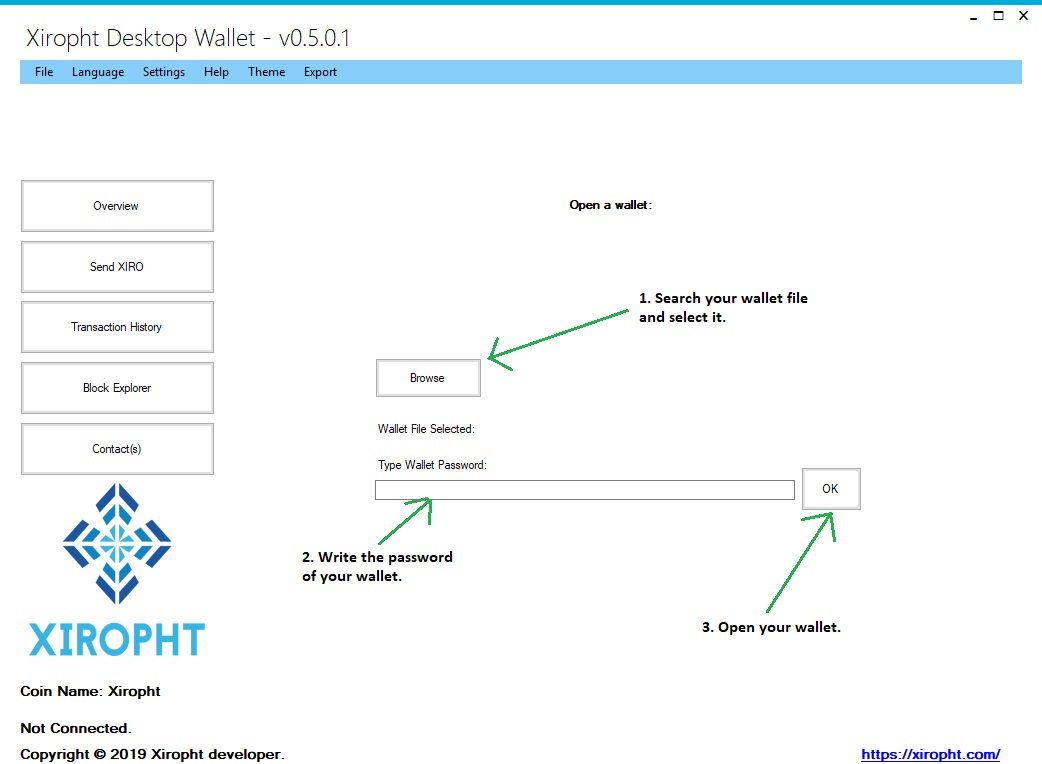 Xiropht Desktop Wallet - v0.5.0.1
File Language Settings Help Theme Export
Overview
Open a wallet:
Send XIRO
1. Search your wallet file
and select it.
Transaction History
Browse
Block Explorer
Wallet File Selected:
Contact(s)
Type Wallet Password:
OK
2. Write the password
of your wallet.
3. Open your wallet.
XIROPHT
Coin Name: Xiropht
Not Connected.
Copyright © 2019 Xiropht developer.
https://xiropht.com/